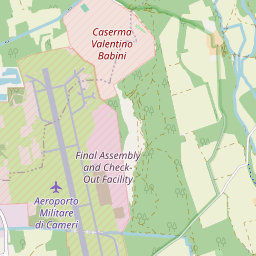 Caserma
Valentino
Babini
Final Assembly
and Check-
Out Facility
Aeroporto
Militare
di Cameri